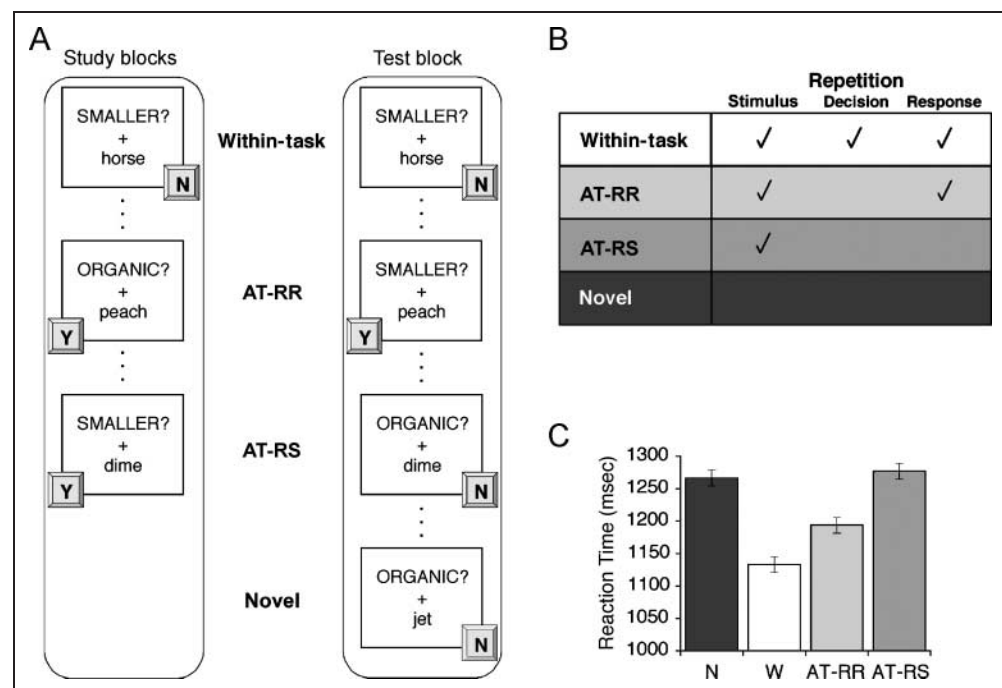 A
Study blocks
Test block
SMALLER?
+
horse
N
Within-task
SMALLER?
+
horse
N
ORGANIC?
+
peach
Y
AT-RR
SMALLER?
+
peach
Y
SMALLER?
+
dime
Y
AT-RS
ORGANIC?
+
dime
N
Novel
ORGANIC?
+
jet
N
B
Repetition
Stimulus Decision Response
Within-task ✓ ✓ ✓
AT-RR ✓ ✓
AT-RS ✓
Novel
C
Reaction Time (msec)
1300
1250
1200
1150
1100
1050
1000
N W AT-RR AT-RS